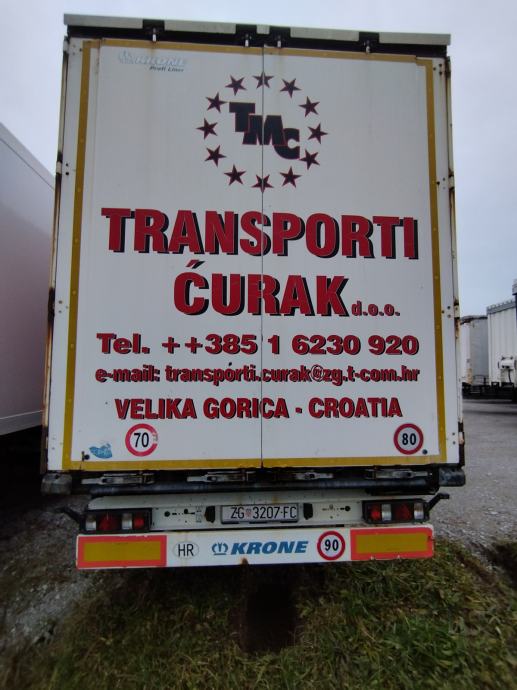 KRONE
Profi Liner
TMC
TRANSPORTI
ĆURAK d.o.o.
Tel. ++385 1 6230 920
e-mail: transporti.curak@zg.t-com.hr
VELIKA GORICA - CROATIA
70
80
ZG 3207-FC
HR
KRONE
90